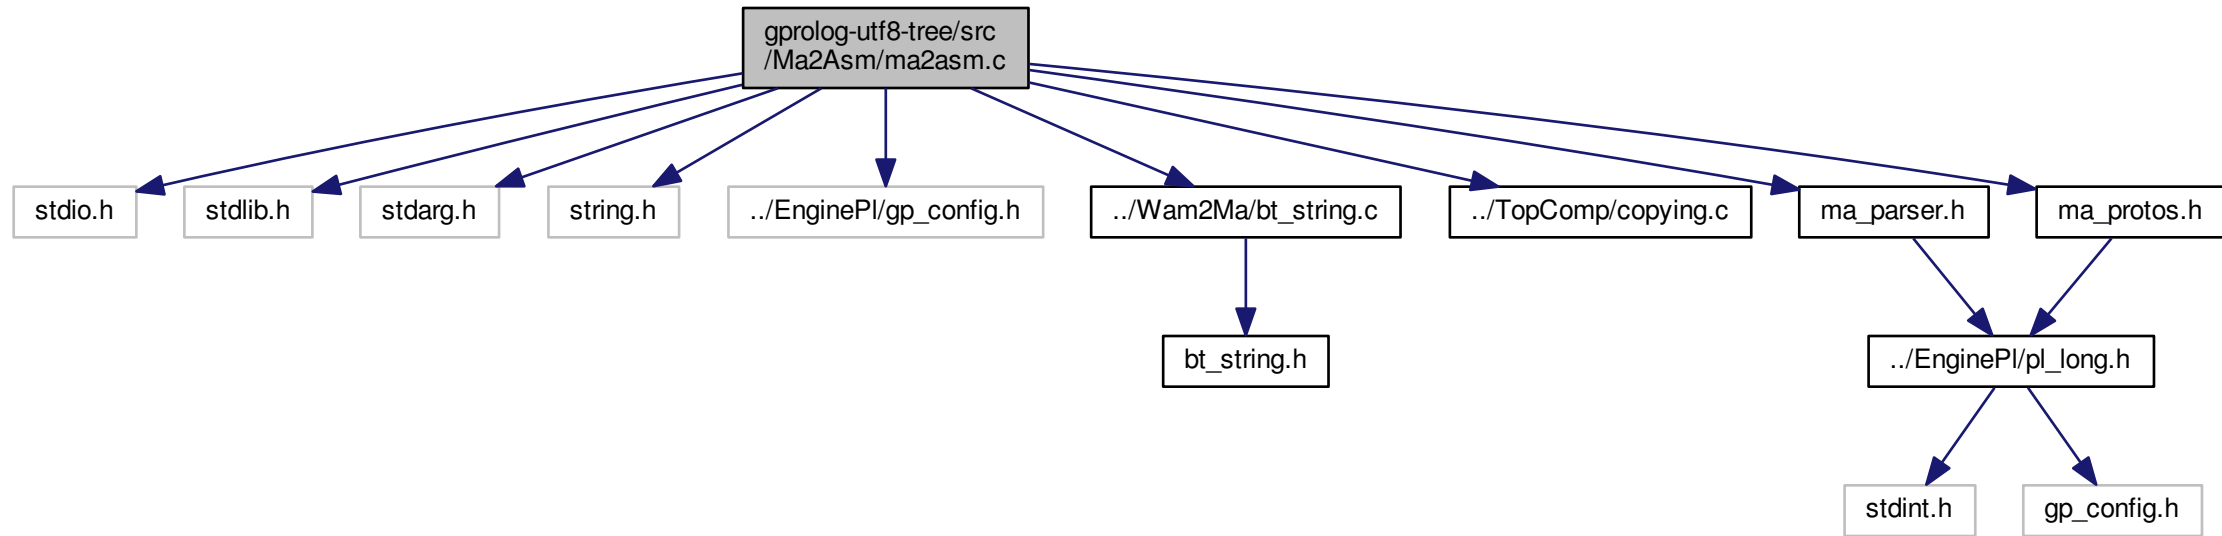 gprolog-utf8-tree/src
/Ma2Asm/ma2asm.c
stdio.h
stdlib.h
stdarg.h
string.h
../EnginePl/gp_config.h
../Wam2Ma/bt_string.c
../TopComp/copying.c
ma_parser.h
ma_protos.h
bt_string.h
../EnginePl/pl_long.h
stdint.h
gp_config.h